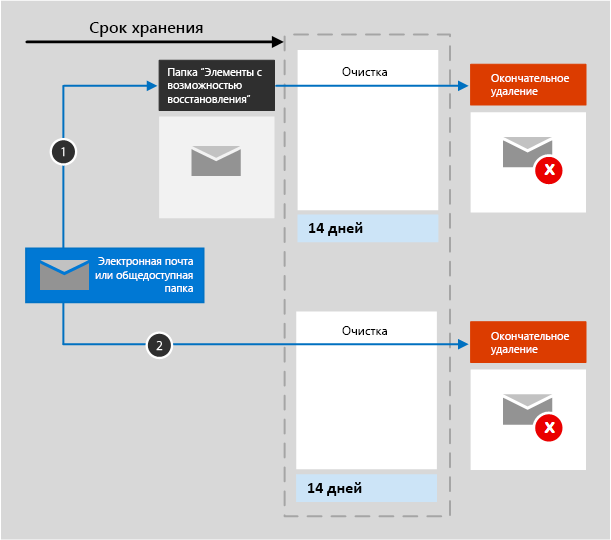 Срок хранения
Папка “Элементы с
возможностью
восстановления”
Очистка
Окончательное
удаление
1
x
14 дней
Электронная почта
или общедоступная
папка
2
Очистка
Окончательное
удаление
x
14 дней